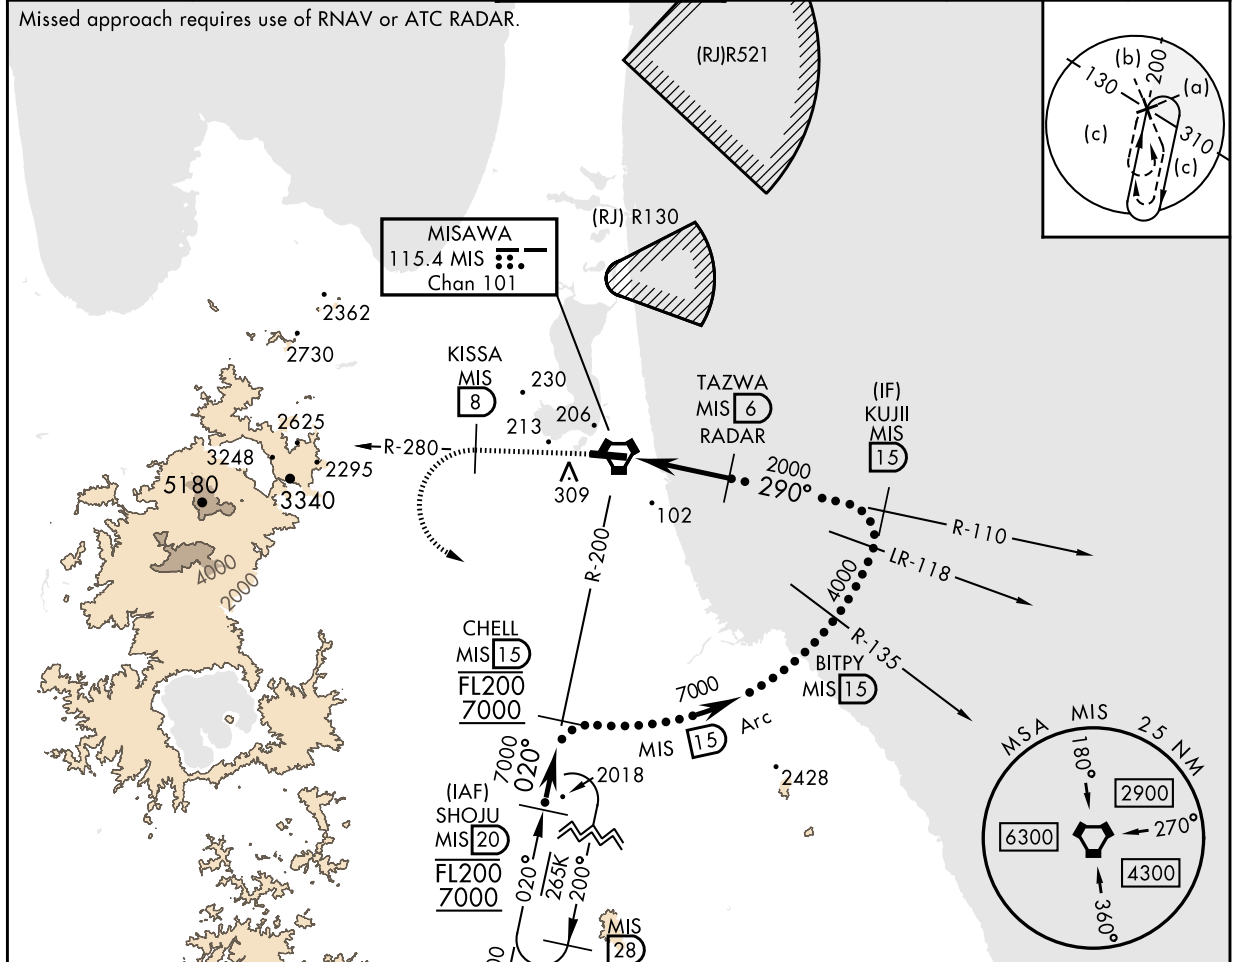 Missed approach requires use of RNAV or ATC RADAR.
(RJ)R521
(b)
200
130
(a)
(c)
310
(c)
(RJ) R130
MISAWA
115.4 MIS
Chan 101
2362
2730
KISSA
MIS
8
230
206
213
TAZWA
MIS 6
RADAR
(IF)
KUJII
MIS
15
2625
3248
2295
5180
3340
R-280
309
102
2000
290°
R-110
LR-118
4000
2000
R-200
4000
R-135
CHELL
MIS 15
FL200
7000
BITPY
MIS 15
7000
MIS 15 Arc
7000
020°
2018
2428
(IAF)
SHOJU
MIS 20
FL200
7000
020°
265K
200°
MIS
28
MSA MIS 25 NM
180°
2900
6300
270°
4300
360°